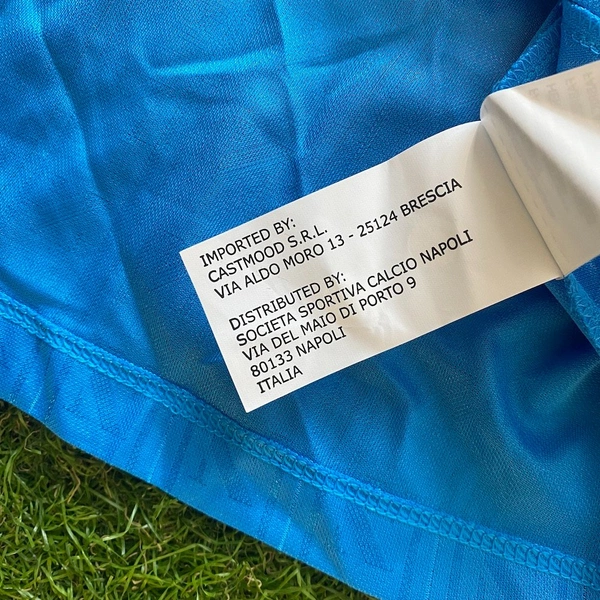 IMPORTED BY:
CASTMOOD S.R.L.
VIA ALDO MORO 13 - 25124 BRESCIA
DISTRIBUTED BY:
SOCIETA SPORTIVA CALCIO NAPOLI
VIA DEL MAIO DI PORTO 9
80133 NAPOLI
ITALIA